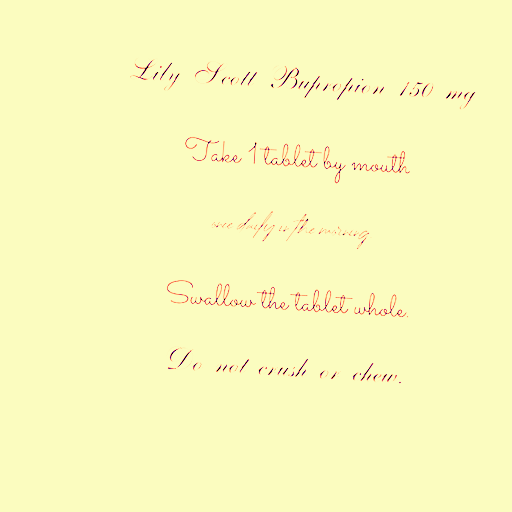 Lily Scott Bupropion 150 mg
Take 1 tablet by mouth
once daily in the morning
Swallow the tablet whole.
Do not crush or chew.